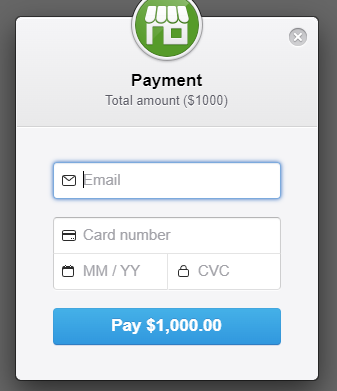 Payment
Total amount ($1000)
Email
Card number
MM / YY
CVC
Pay $1,000.00